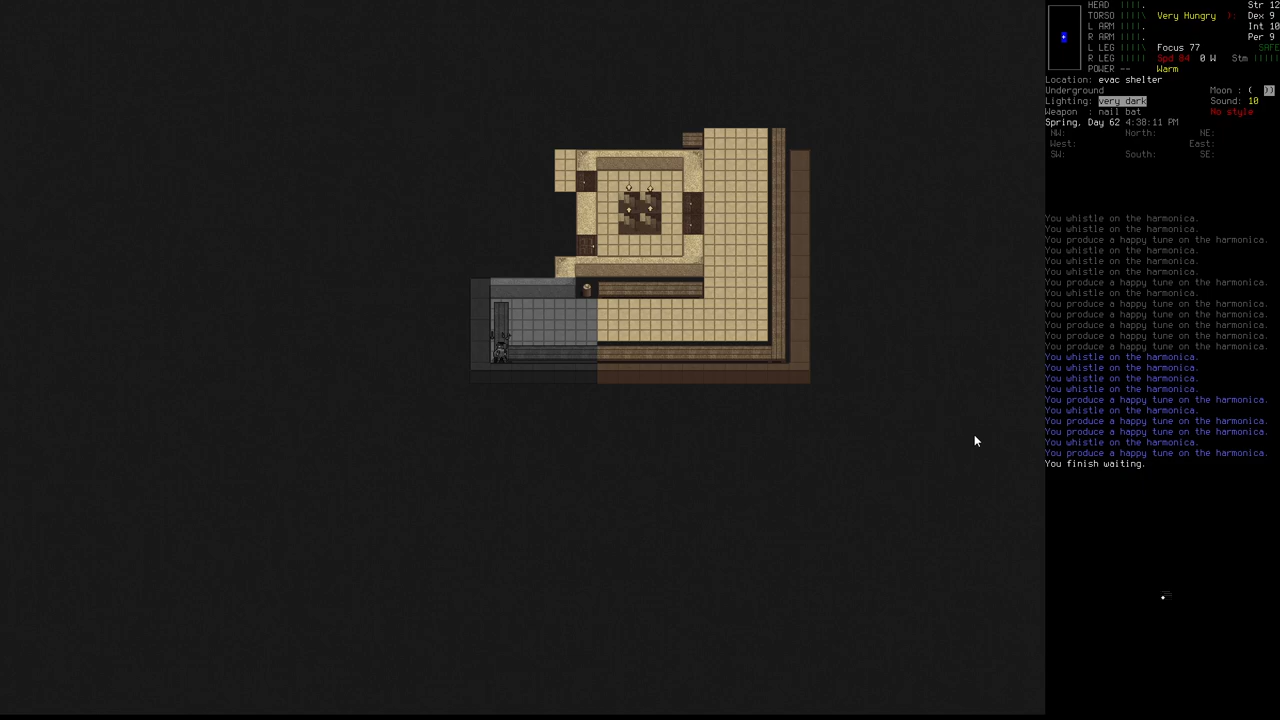 HEAD ||||. Str 12
TORSO ||||\ Very Hungry ): Dex 9
L ARM ||||. Int 10
R ARM ||||. Per 9
L LEG ||||\ Focus 77 SAFE
R LEG ||||| Spd 84 0 W Stm |||||
POWER -- Warm
Location: evac shelter
Underground Moon : ( ))
Lighting: very dark Sound: 10
Weapon : nail bat No style
Spring, Day 62 4:38:11 PM
NW: North: NE:
West: East:
SW: South: SE:
You whistle on the harmonica.
You whistle on the harmonica.
You produce a happy tune on the harmonica.
You whistle on the harmonica.
You whistle on the harmonica.
You whistle on the harmonica.
You produce a happy tune on the harmonica.
You whistle on the harmonica.
You produce a happy tune on the harmonica.
You produce a happy tune on the harmonica.
You produce a happy tune on the harmonica.
You produce a happy tune on the harmonica.
You produce a happy tune on the harmonica.
You whistle on the harmonica.
You whistle on the harmonica.
You whistle on the harmonica.
You whistle on the harmonica.
You produce a happy tune on the harmonica.
You whistle on the harmonica.
You produce a happy tune on the harmonica.
You produce a happy tune on the harmonica.
You whistle on the harmonica.
You produce a happy tune on the harmonica.
You finish waiting.